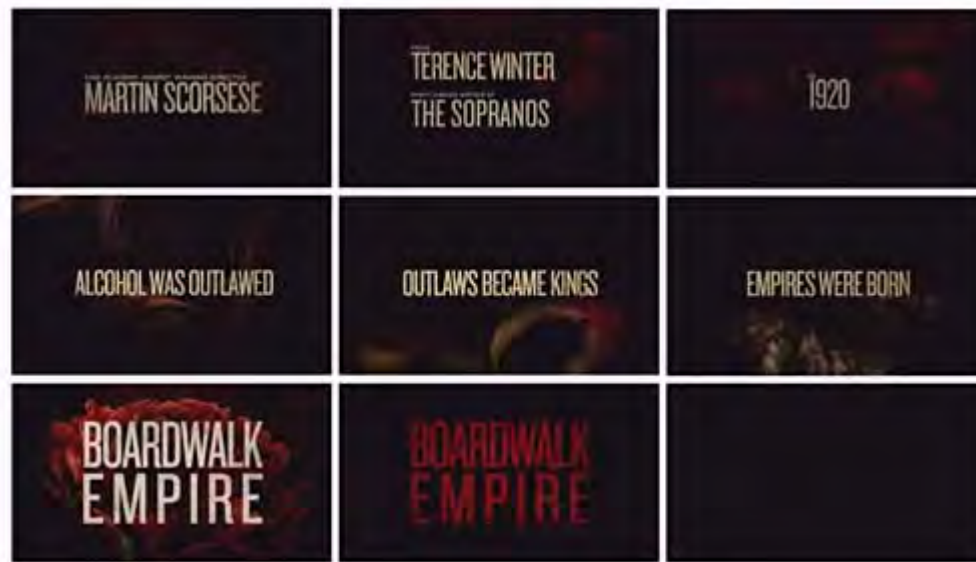 MARTIN SCORSESE
TERENCE WINTER
THE SOPRANOS
1920
ALCOHOL WAS OUTLAWED
OUTLAWS BECAME KINGS
EMPIRES WERE BORN
BOARDWALK
EMPIRE
BOARDWALK
EMPIRE